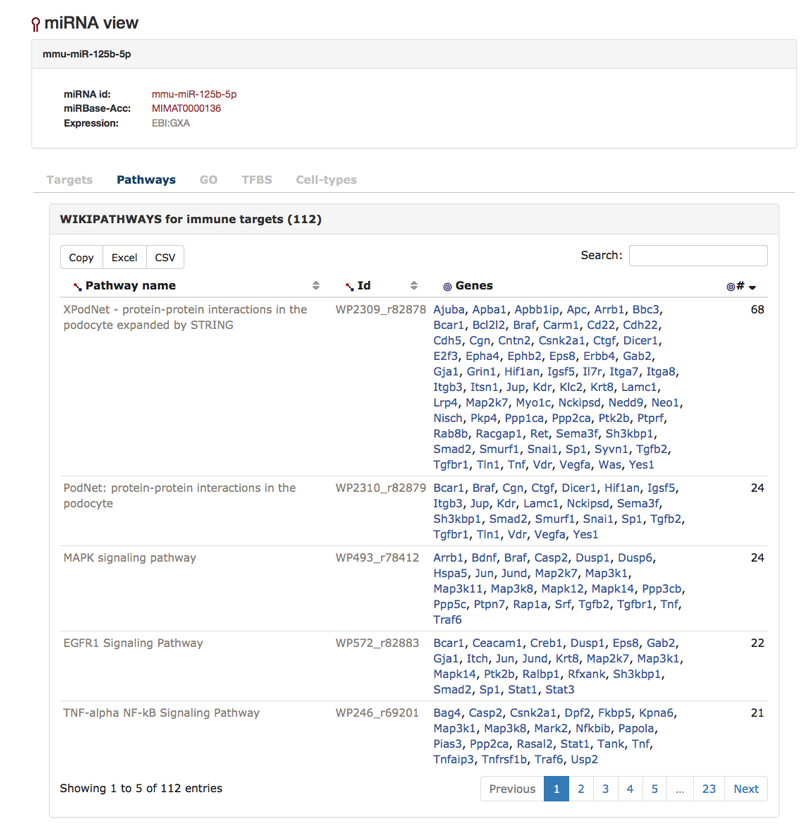 miRNA view
mmu-miR-125b-5p
miRNA id: mmu-miR-125b-5p
miRBase-Acc: MIMAT0000136
Expression: EBI:GXA
Targets Pathways GO TFBS Cell-types
WIKIPATHWAYS for immune targets (112)
Copy Excel CSV Search:
Pathway name Id Genes #
XPodNet - protein-protein interactions in the WP2309_r82878 Ajuba, Apba1, Apbb1ip, Apc, Arrb1, Bbc3, 68
podocyte expanded by STRING Bcar1, Bcl2l2, Braf, Carm1, Cd22, Cdh22,
Cdh5, Cgn, Cntn2, Csnk2a1, Ctgf, Dicer1,
E2f3, Epha4, Ephb2, Eps8, Erbb4, Gab2,
Gja1, Grin1, Hif1an, Igsf5, Il7r, Itga7, Itga8,
Itgb3, Itsn1, Jup, Kdr, Klc2, Krt8, Lamc1,
Lrp4, Map2k7, Myo1c, Nckipsd, Nedd9, Neo1,
Nisch, Pkp4, Ppp1ca, Ppp2ca, Ptk2b, Ptprf,
Rab8b, Racgap1, Ret, Sema3f, Sh3kbp1,
Smad2, Smurf1, Snai1, Sp1, Syvn1, Tgfb2,
Tgfbr1, Tln1, Tnf, Vdr, Vegfa, Was, Yes1
PodNet: protein-protein interactions in the WP2310_r82879 Bcar1, Braf, Cgn, Ctgf, Dicer1, Hif1an, Igsf5, 24
podocyte Itgb3, Jup, Kdr, Lamc1, Nckipsd, Sema3f,
Sh3kbp1, Smad2, Smurf1, Snai1, Sp1, Tgfb2,
Tgfbr1, Tln1, Vdr, Vegfa, Yes1
MAPK signaling pathway WP493_r78412 Arrb1, Bdnf, Braf, Casp2, Dusp1, Dusp6, 24
Hspa5, Jun, Jund, Map2k7, Map3k1,
Map3k11, Map3k8, Mapk12, Mapk14, Ppp3cb,
Ppp5c, Ptpn7, Rap1a, Srf, Tgfb2, Tgfbr1, Tnf,
Traf6
EGFR1 Signaling Pathway WP572_r82883 Bcar1, Ceacam1, Creb1, Dusp1, Eps8, Gab2, 22
Gja1, Itch, Jun, Jund, Krt8, Map2k7, Map3k1,
Mapk14, Ptk2b, Ralbp1, Rfxank, Sh3kbp1,
Smad2, Sp1, Stat1, Stat3
TNF-alpha NF-kB Signaling Pathway WP246_r69201 Bag4, Casp2, Csnk2a1, Dpf2, Fkbp5, Kpna6, 21
Map3k1, Map3k8, Mark2, Nfkbib, Papola,
Pias3, Ppp2ca, Rasal2, Stat1, Tank, Tnf,
Tnfaip3, Tnfrsf1b, Traf6, Usp2
Showing 1 to 5 of 112 entries Previous 1 2 3 4 5 ... 23 Next